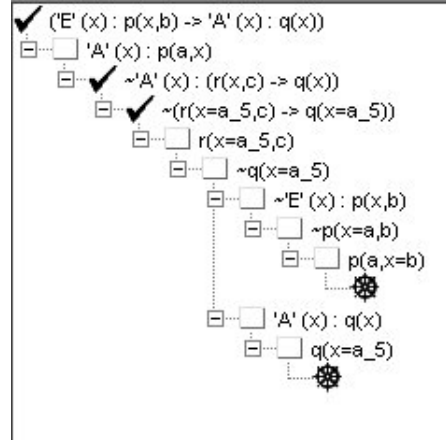 ('E' (x) : p(x,b) -> 'A' (x) : q(x))
'A' (x) : p(a,x)
~'A' (x) : (r(x,c) -> q(x))
~(r(x=a_5,c) -> q(x=a_5))
r(x=a_5,c)
~q(x=a_5)
~'E' (x) : p(x,b)
~p(x=a,b)
p(a,x=b)
'A' (x) : q(x)
q(x=a_5)